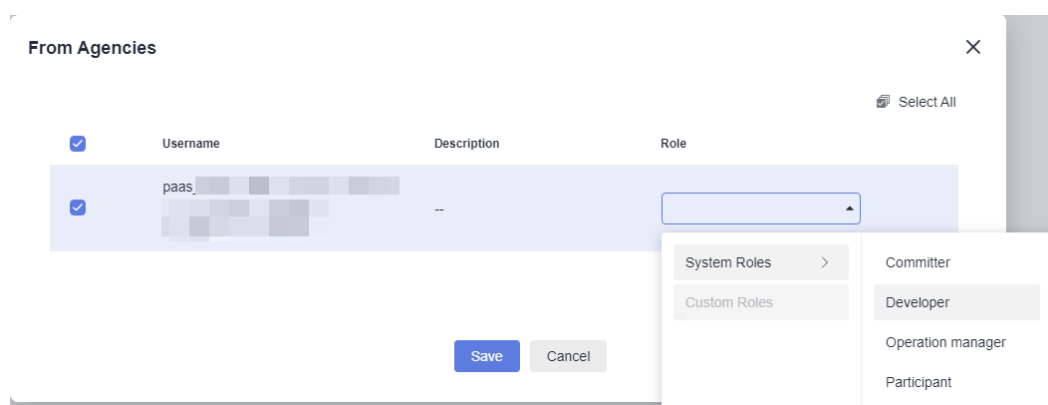 From Agencies
Select All
Username Description Role
paas_
--
System Roles
Custom Roles
Committer
Developer
Operation manager
Participant
Save Cancel